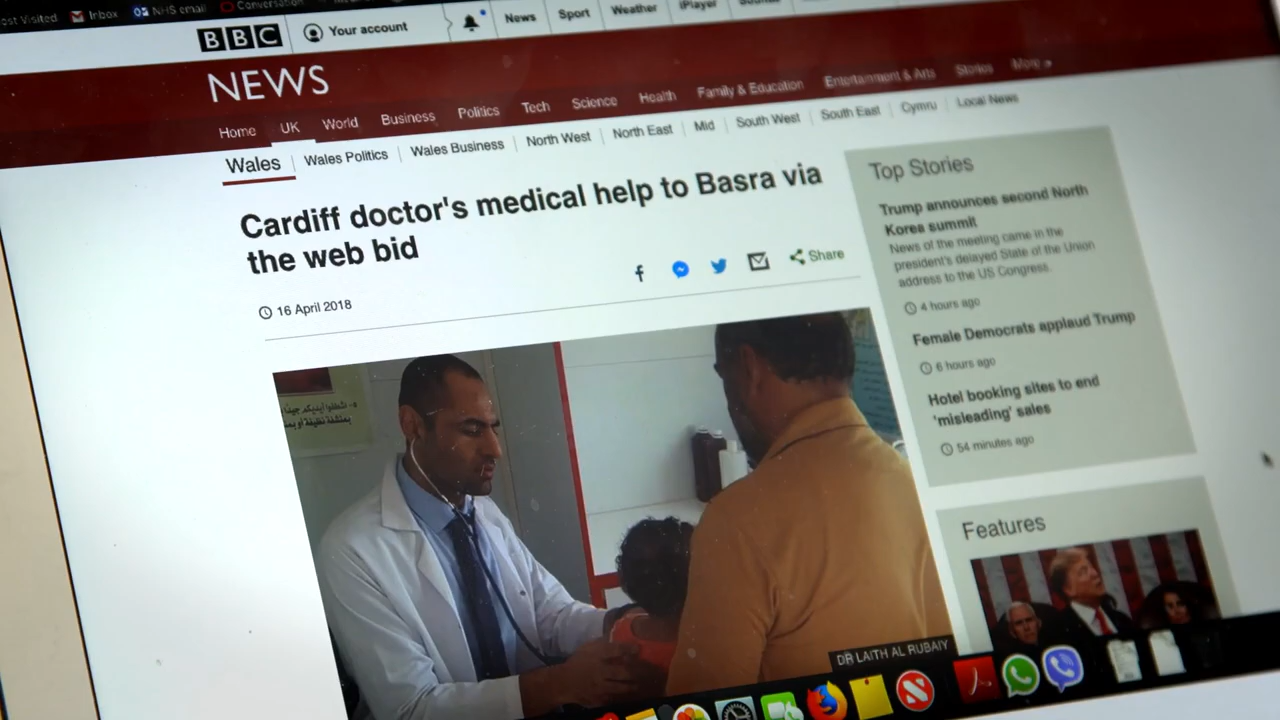 ost Visited
Inbox
NHS email
Conversation
BBC
Your account
News
Sport
Weather
iPlayer
NEWS
Home
UK
World
Business
Politics
Tech
Science
Health
Family & Education
Entertainment & Arts
Stories
More
Wales
Wales Politics
Wales Business
North West
North East
Mid
South West
South East
Cymru
Local News
Cardiff doctor's medical help to Basra via
the web bid
16 April 2018
Share
DR LAITH AL RUBAIY
Top Stories
Trump announces second North
Korea summit
News of the meeting came in the
president's delayed State of the Union
address to the US Congress.
4 hours ago
Female Democrats applaud Trump
6 hours ago
Hotel booking sites to end
'misleading' sales
54 minutes ago
Features